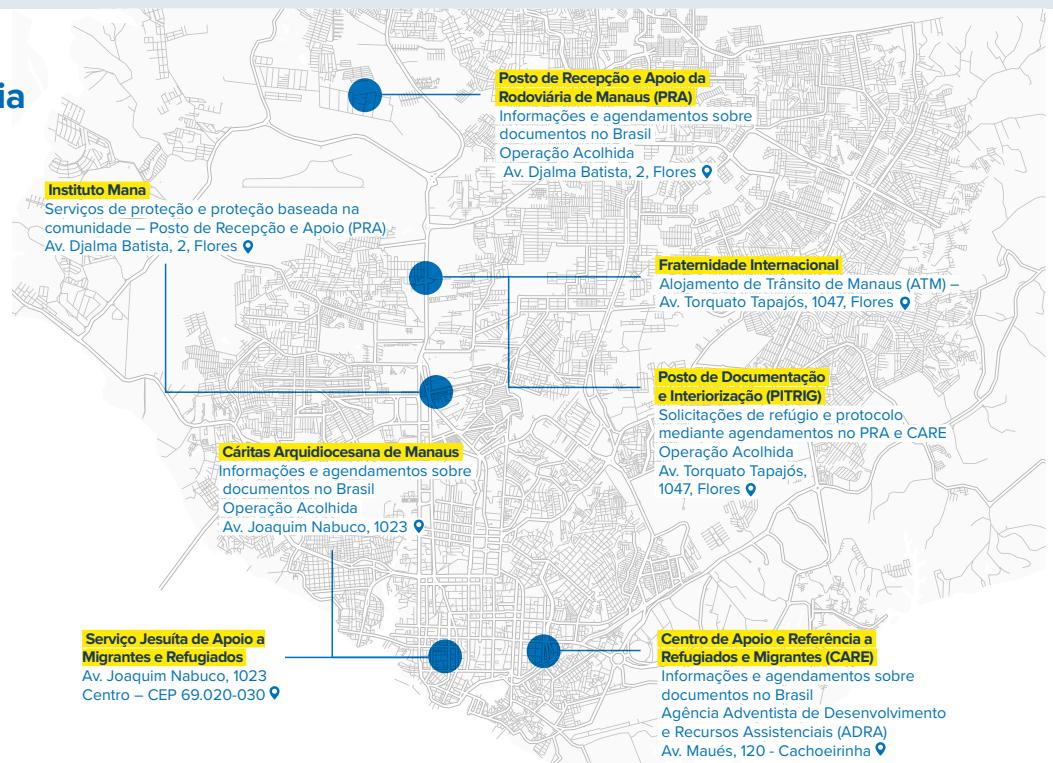 ia
Posto de Recepção e Apoio da
Rodoviária de Manaus (PRA)
Informações e agendamentos sobre
documentos no Brasil
Operação Acolhida
Av. Djalma Batista, 2, Flores
Instituto Mana
Serviços de proteção e proteção baseada na
comunidade – Posto de Recepção e Apoio (PRA)
Av. Djalma Batista, 2, Flores
Fraternidade Internacional
Alojamento de Trânsito de Manaus (ATM) –
Av. Torquato Tapajós, 1047, Flores
Posto de Documentação
e Interiorização (PITRIG)
Solicitações de refúgio e protocolo
mediante agendamentos no PRA e CARE
Operação Acolhida
Av. Torquato Tapajós,
1047, Flores
Cáritas Arquidiocesana de Manaus
Informações e agendamentos sobre
documentos no Brasil
Operação Acolhida
Av. Joaquim Nabuco, 1023
Serviço Jesuíta de Apoio a
Migrantes e Refugiados
Av. Joaquim Nabuco, 1023
Centro – CEP 69.020-030
Centro de Apoio e Referência a
Refugiados e Migrantes (CARE)
Informações e agendamentos sobre
documentos no Brasil
Agência Adventista de Desenvolvimento
e Recursos Assistenciais (ADRA)
Av. Maués, 120 - Cachoeirinha